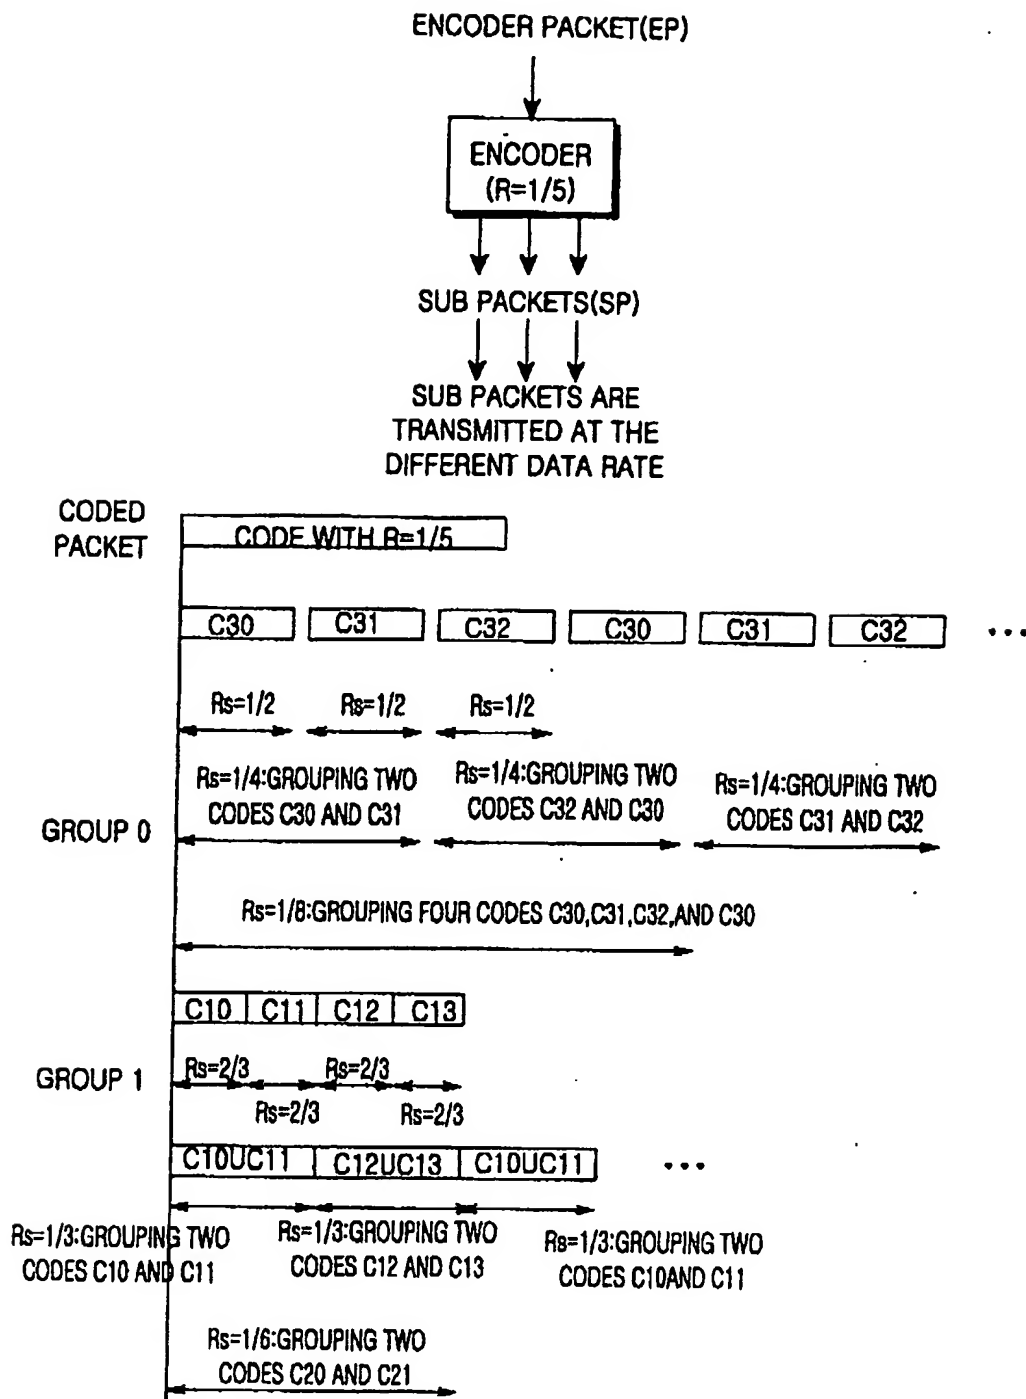 ENCODER PACKET(EP)
ENCODER
(R=1/5)
SUB PACKETS(SP)
SUB PACKETS ARE
TRANSMITTED AT THE
DIFFERENT DATA RATE
CODED
PACKET
CODE WITH R=1/5
C30 C31 C32 C30 C31 C32 •••
Rs=1/2 Rs=1/2 Rs=1/2
Rs=1/4:GROUPING TWO
CODES C30 AND C31
Rs=1/4:GROUPING TWO
CODES C32 AND C30
Rs=1/4:GROUPING TWO
CODES C31 AND C32
GROUP 0
Rs=1/8:GROUPING FOUR CODES C30,C31,C32,AND C30
C10 C11 C12 C13
GROUP 1
Rs=2/3 Rs=2/3
Rs=2/3 Rs=2/3
C10UC11 C12UC13 C10UC11 •••
Rs=1/3:GROUPING TWO
CODES C10 AND C11
Rs=1/3:GROUPING TWO
CODES C12 AND C13
Rs=1/3:GROUPING TWO
CODES C10AND C11
Rs=1/6:GROUPING TWO
CODES C20 AND C21